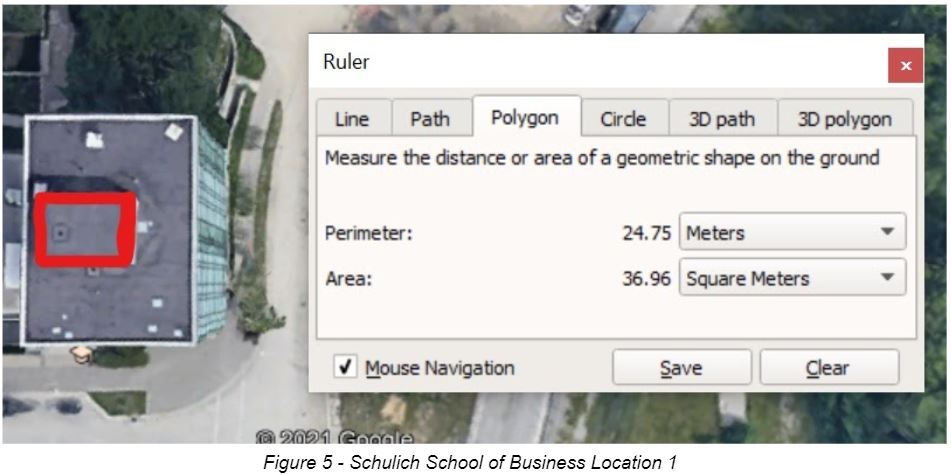 Ruler
Line Path Polygon Circle 3D path 3D polygon
Measure the distance or area of a geometric shape on the ground
Perimeter: 24.75 Meters
Area: 36.96 Square Meters
Mouse Navigation Save Clear
© 2021 Google
Figure 5 - Schulich School of Business Location 1